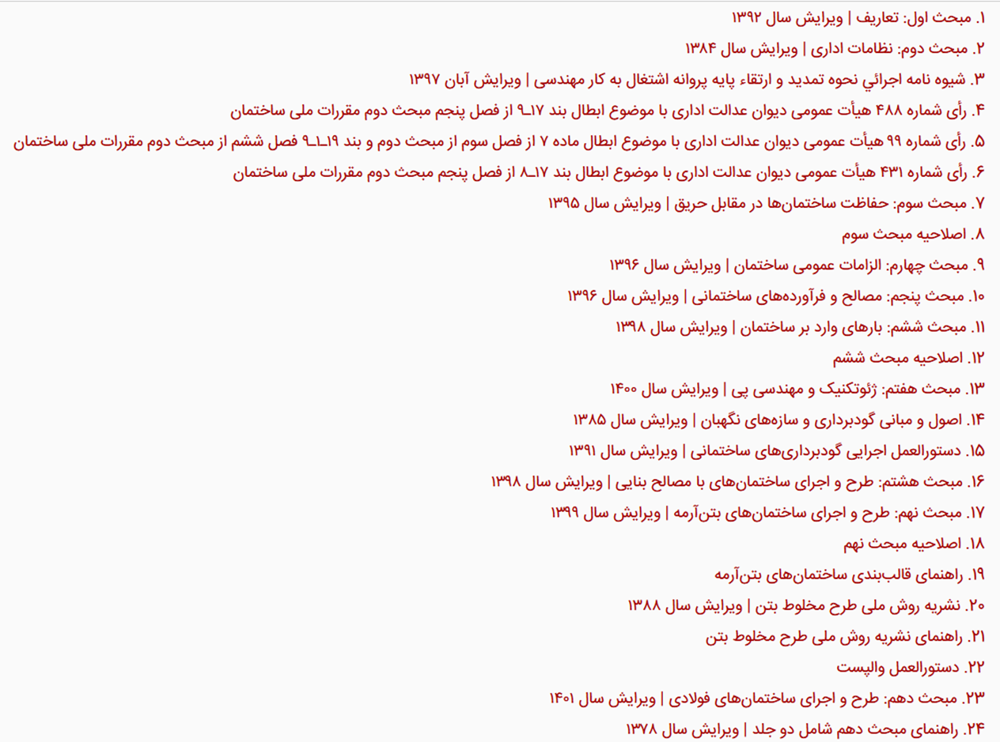 ۱. مبحث اول: تعاریف | ویرایش سال ۱۳۹۲
۲. مبحث دوم: نظامات اداری | ویرایش سال ۱۳۸۴
۳. شیوه نامه اجرائي نحوه تمدید و ارتقاء پایه پروانه اشتغال به کار مهندسی | ویرایش آبان ۱۳۹۷
۴. رأی شماره ۴۸۸ هیأت عمومی دیوان عدالت اداری با موضوع ابطال بند ۱۷ـ۹ از فصل پنجم مبحث دوم مقررات ملی ساختمان
۵. رأی شماره ۹۹ هیأت عمومی دیوان عدالت اداری با موضوع ابطال ماده ۷ از فصل سوم از مبحث دوم و بند ۱۹ـ۱ـ۹ فصل ششم از مبحث دوم مقررات ملی ساختمان
۶. رأی شماره ۴۳۱ هیأت عمومی دیوان عدالت اداری با موضوع ابطال بند ۱۷ـ۸ از فصل پنجم مبحث دوم مقررات ملی ساختمان
۷. مبحث سوم: حفاظت ساختمان‌ها در مقابل حریق | ویرایش سال ۱۳۹۵
۸. اصلاحیه مبحث سوم
۹. مبحث چهارم: الزامات عمومی ساختمان | ویرایش سال ۱۳۹۶
۱۰. مبحث پنجم: مصالح و فرآورده‌های ساختمانی | ویرایش سال ۱۳۹۶
۱۱. مبحث ششم: بارهای وارد بر ساختمان | ویرایش سال ۱۳۹۸
۱۲. اصلاحیه مبحث ششم
۱۳. مبحث هفتم: ژئوتکنیک و مهندسی پی | ویرایش سال ۱۴۰۰
۱۴. اصول و مبانی گودبرداری و سازه‌های نگهبان | ویرایش سال ۱۳۸۵
۱۵. دستورالعمل اجرایی گودبرداری‌های ساختمانی | ویرایش سال ۱۳۹۱
۱۶. مبحث هشتم: طرح و اجرای ساختمان‌های با مصالح بنایی | ویرایش سال ۱۳۹۸
۱۷. مبحث نهم: طرح و اجرای ساختمان‌های بتن‌آرمه | ویرایش سال ۱۳۹۹
۱۸. اصلاحیه مبحث نهم
۱۹. راهنمای قالب‌بندی ساختمان‌های بتن‌آرمه
۲۰. نشریه روش ملی طرح مخلوط بتن | ویرایش سال ۱۳۸۸
۲۱. راهنمای نشریه روش ملی طرح مخلوط بتن
۲۲. دستورالعمل والپست
۲۳. مبحث دهم: طرح و اجرای ساختمان‌های فولادی | ویرایش سال ۱۴۰۱
۲۴. راهنمای مبحث دهم شامل دو جلد | ویرایش سال ۱۳۷۸